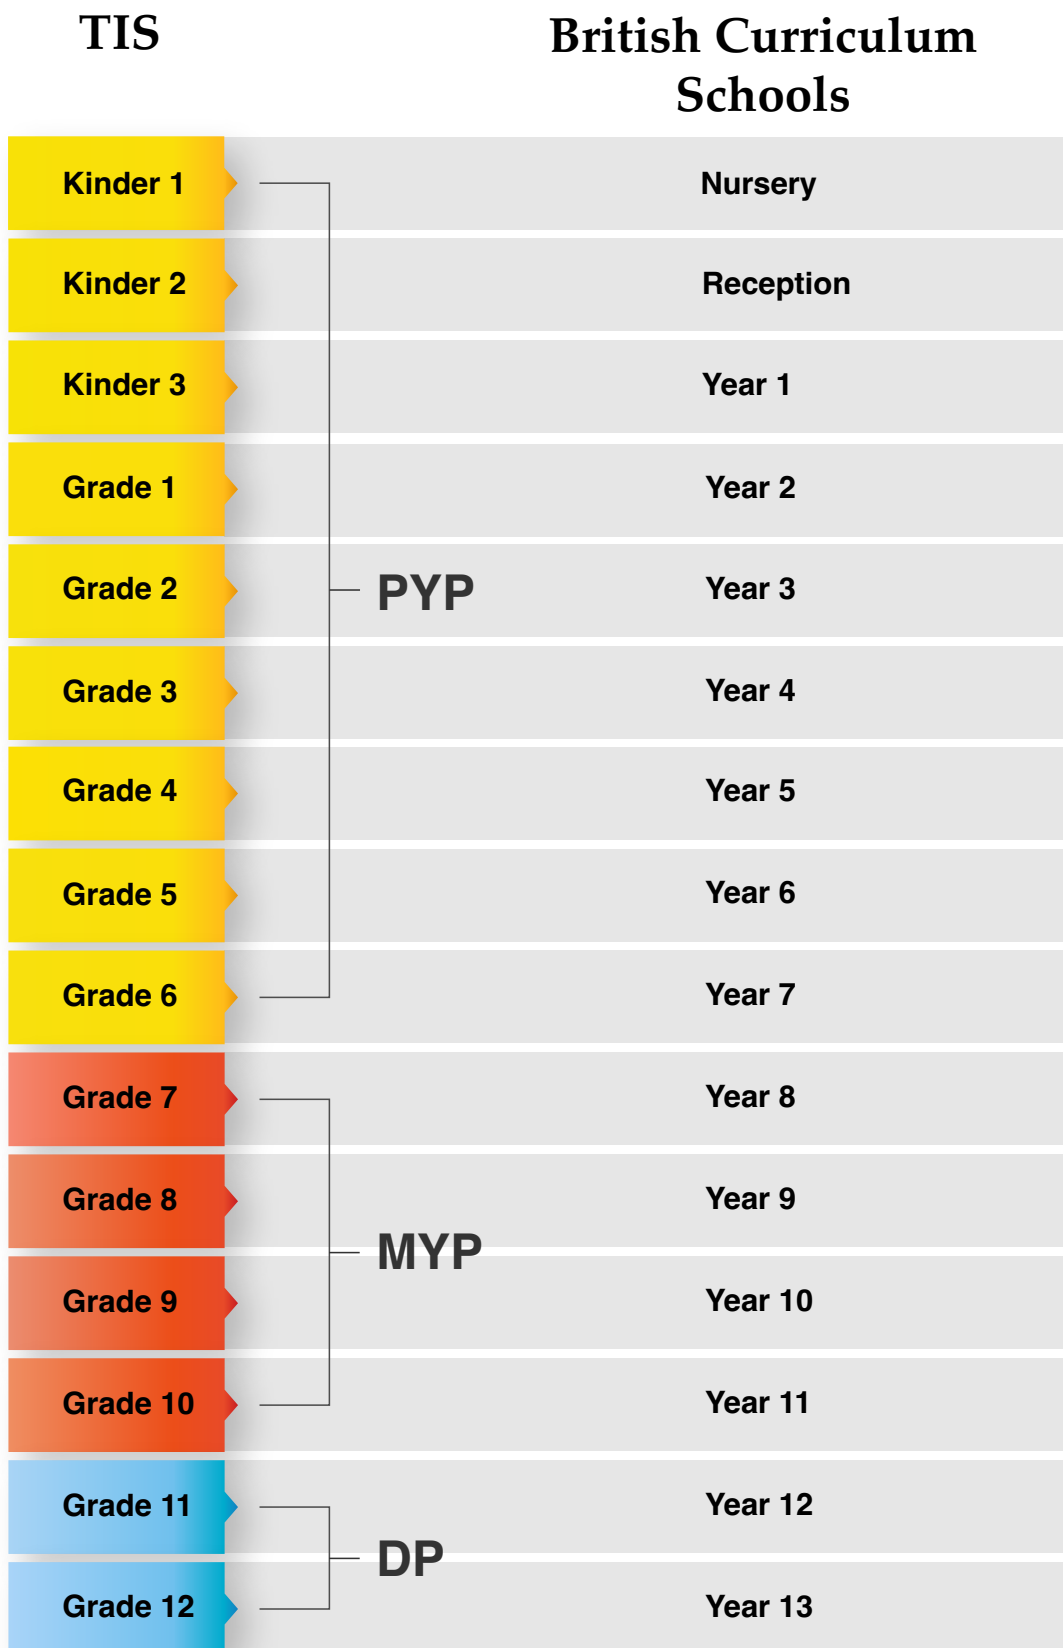 TIS
British Curriculum
Schools
Kinder 1
Nursery
Kinder 2
Reception
Kinder 3
Year 1
Grade 1
Year 2
Grade 2
PYP
Year 3
Grade 3
Year 4
Grade 4
Year 5
Grade 5
Year 6
Grade 6
Year 7
Grade 7
Year 8
Grade 8
Year 9
MYP
Grade 9
Year 10
Grade 10
Year 11
Grade 11
Year 12
DP
Grade 12
Year 13